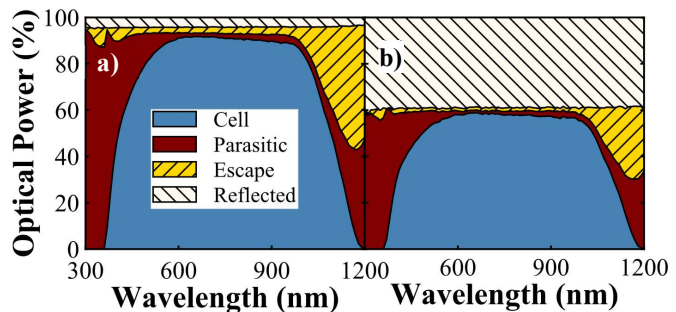 100
80
60
40
20
0
Optical Power (%)
a)
b)
Cell
Parasitic
Escape
Reflected
300 600 900 1200 600 900 1200
Wavelength (nm) Wavelength (nm)